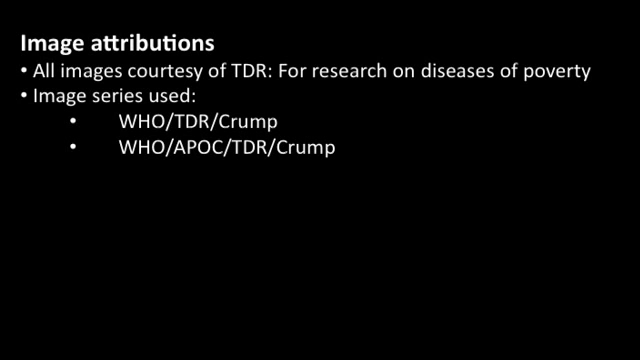 Image attributions
• All images courtesy of TDR: For research on diseases of poverty
• Image series used:
• WHO/TDR/Crump
• WHO/APOC/TDR/Crump